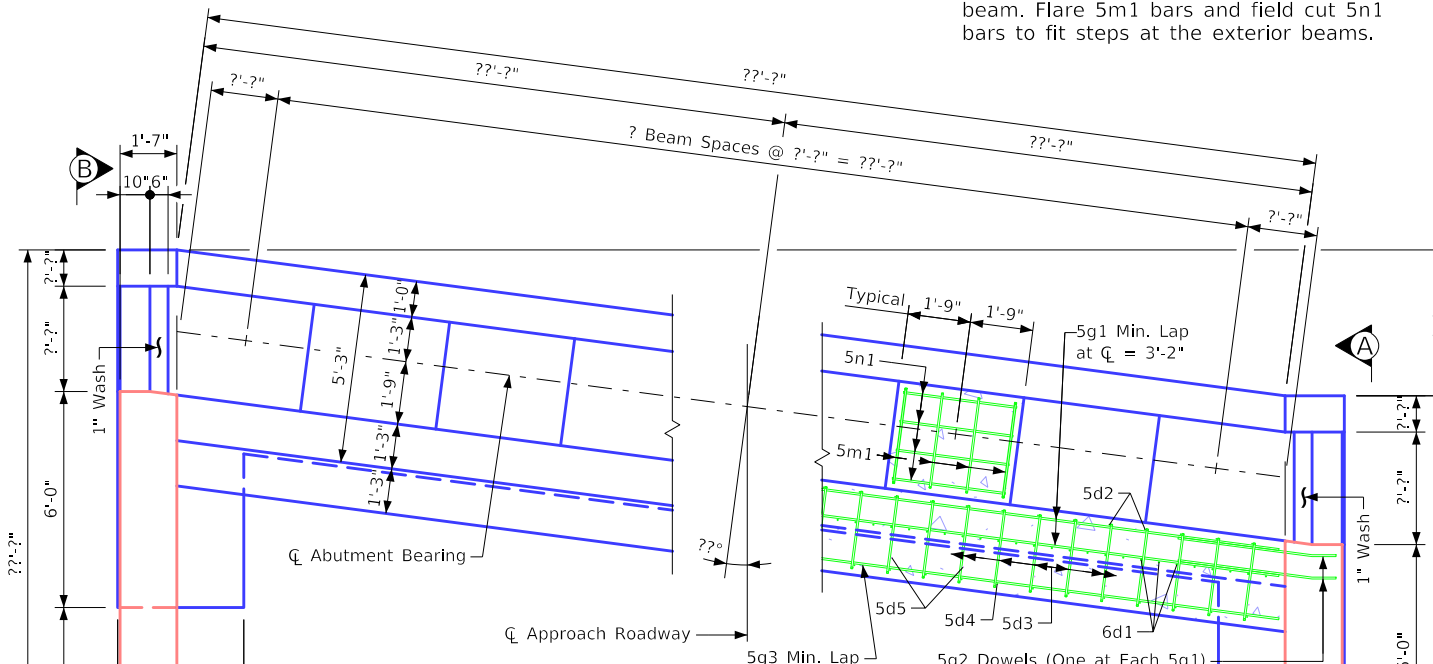 beam. Flare 5m1 bars and field cut 5n1
bars to fit steps at the exterior beams.
??'-?"
??'-?"
??'-?"
?'-?"
? Beam Spaces @ ?'-?" = ??'-?"
?'-?"
1'-7"
B
10"
6"
?'-?"
?'-?"
1" Wash
6'-0"
??'-?"
1'-0"
1'-3"
5'-3"
1'-9"
1'-3"
1'-3"
℄ Abutment Bearing
℄ Approach Roadway
??°
Typical
1'-9"
1'-9"
5n1
5m1
5g1 Min. Lap
at ℄ = 3'-2"
A
?'-?"
?'-?"
1" Wash
5d2
5d5
5d4
5d3
6d1
5g3 Min. Lap
5g2 Dowels (One at Each 5g1)
'-0"